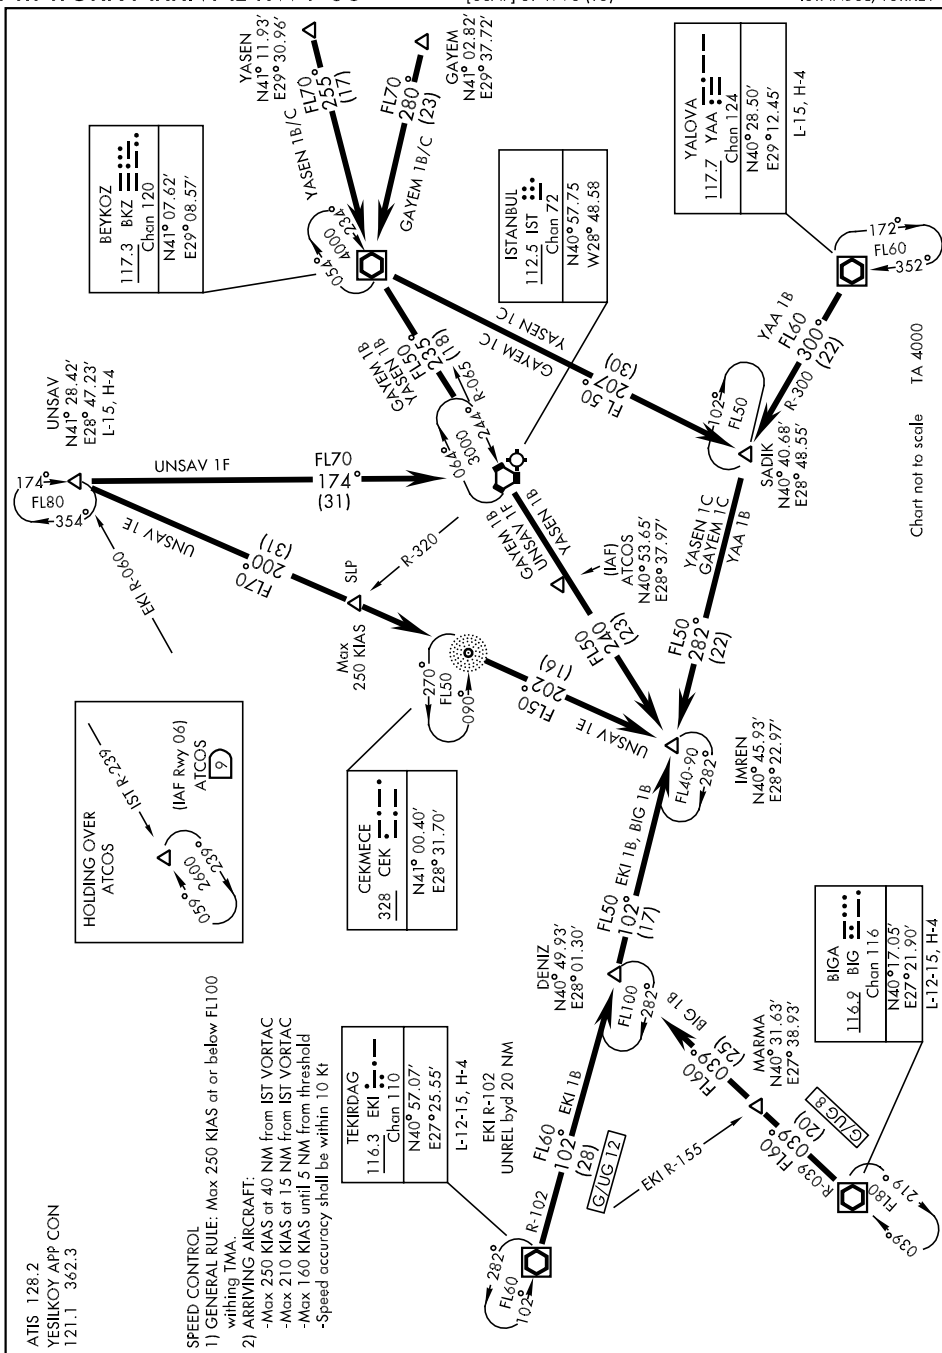 ATIS 128.2
YESILKOY APP CON
121.1 362.3
SPEED CONTROL
1) GENERAL RULE: Max 250 KIAS at or below FL100
withing TMA.
2) ARRIVING AIRCRAFT:
-Max 250 KIAS at 40 NM from IST VORTAC
-Max 210 KIAS at 15 NM from IST VORTAC
-Max 160 KIAS until 5 NM from threshold
-Speed accuracy shall be within 10 Kt
HOLDING OVER
ATCOS
IST R-239
(IAF Rwy 06)
ATCOS
9
059° 2600 239°
UNSAV
N41° 28.42'
E28° 47.23'
L-15, H-4
174°
FL80
354°
EKI R-060
UNSAV 1F
FL70
174°
(31)
UNSAV 1E
FL70
200°
(31)
SLP
R-320
Max
250 KIAS
BEYKOZ
117.3 BKZ
Chan 120
N41° 07.62'
E29° 08.57'
YASEN
N41° 11.93'
E29° 30.96'
FL70
255°
(17)
YASEN 1B/C
GAYEM
N41° 02.82'
E29° 37.72'
FL70
280°
(23)
GAYEM 1B/C
054° 4000 234°
GAYEM 1B
YASEN 1B
FL50
235°
(18)
R-065
YASEN 1C
GAYEM 1C
FL50
207°
(30)
ISTANBUL
112.5 IST
Chan 72
N40° 57.75
W28° 48.58
064° 3000 244°
YASEN 1B
UNSAV 1F
GAYEM 1B
(IAF)
ATCOS
N40° 53.65'
E28° 37.97'
FL50
240°
(23)
YALOVA
117.7 YAA
Chan 124
N40° 28.50'
E29° 12.45'
L-15, H-4
172°
FL60
352°
YAA 1B
FL60
300°
(22)
R-300
102°
FL50
SADIK
N40° 40.68'
E28° 48.55'
YASEN 1C
GAYEM 1C
YAA 1B
FL50
282°
(22)
TA 4000
Chart not to scale
CEKMECE
328 CEK
N41° 00.40'
E28° 31.70'
270°
FL50
090°
FL50
202°
(16)
UNSAV 1E
IMREN
N40° 45.93'
E28° 22.97'
FL40-90
282°
EKI 1B, BIG 1B
FL50
102°
(17)
DENIZ
N40° 49.93'
E28° 01.30'
FL100
282°
TEKIRDAG
116.3 EKI
Chan 110
N40° 57.07'
E27° 25.55'
L-12-15, H-4
EKI R-102
UNREL byd 20 NM
282°
FL60
102°
R-102
FL60
102°
(28)
EKI 1B
G/UG 12
EKI R-155
BIG 1B
FL60
039°
(25)
MARMA
N40° 31.63'
E27° 38.93'
R-039 FL60
039°
(20)
G/UG 8
BIGA
116.9 BIG
Chan 116
N40° 17.05'
E27° 21.90'
L-12-15, H-4
039°
FL80
219°